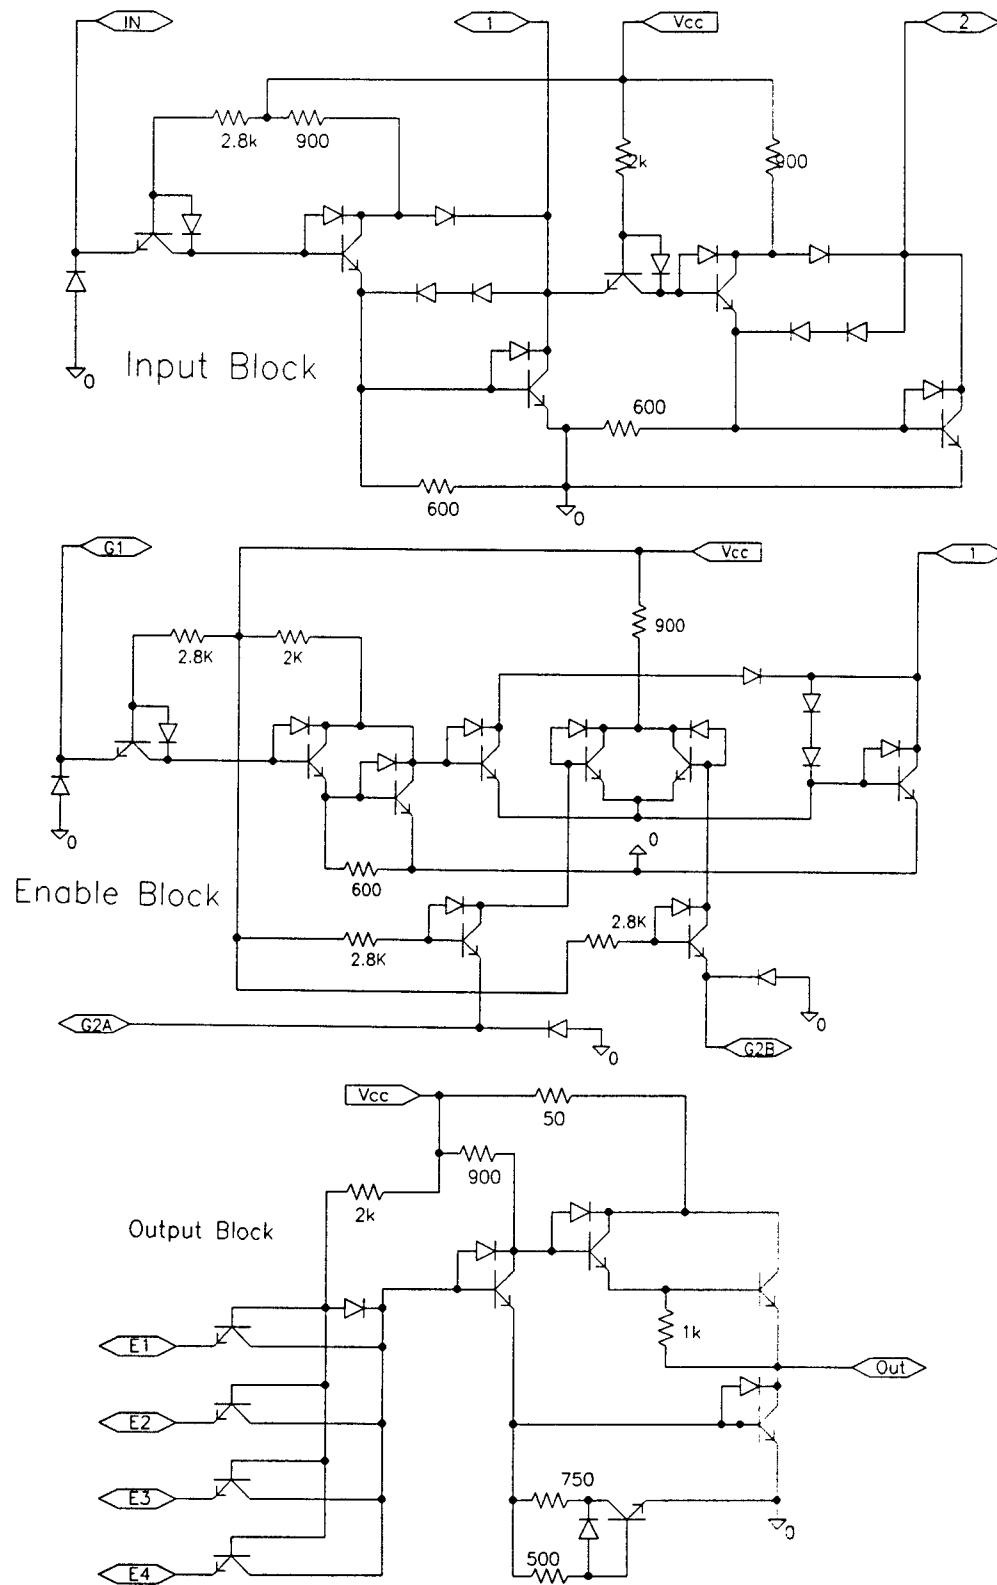 IN
1
Vcc
2
2.8k
900
2k
900
Input Block
0
600
600
0
G1
Vcc
1
2.8K
2K
900
0
0
Enable Block
600
2.8K
2.8K
0
G2A
0
G2B
Vcc
50
900
2k
Output Block
1k
E1
Out
E2
E3
750
0
E4
500